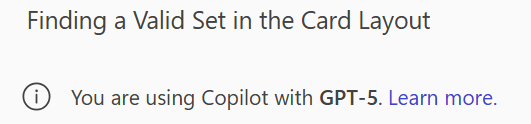 Finding a Valid Set in the Card Layout
You are using Copilot with GPT-5. Learn more.